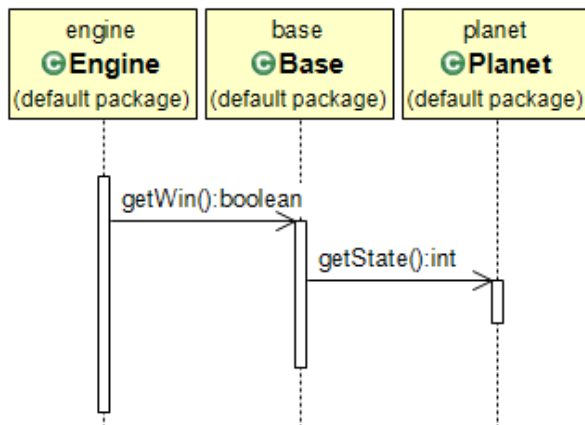 engine
C Engine
(default package)
base
C Base
(default package)
planet
C Planet
(default package)
getWin():boolean
getState():int